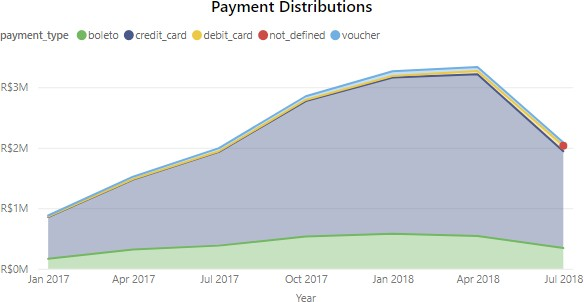 Payment Distributions
payment_type boleto credit_card debit_card not_defined voucher
R$3M
R$2M
R$1M
R$0M
Jan 2017 Apr 2017 Jul 2017 Oct 2017 Jan 2018 Apr 2018 Jul 2018
Year